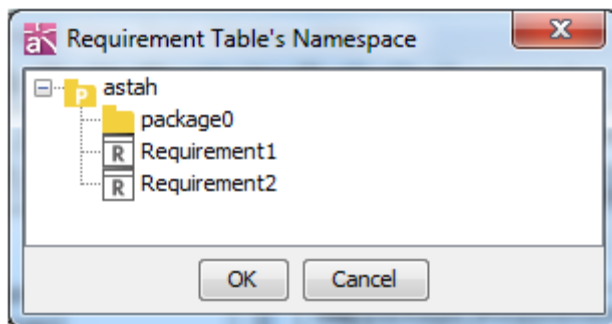 Requirement Table's Namespace
astah
package0
R Requirement1
R Requirement2
OK Cancel